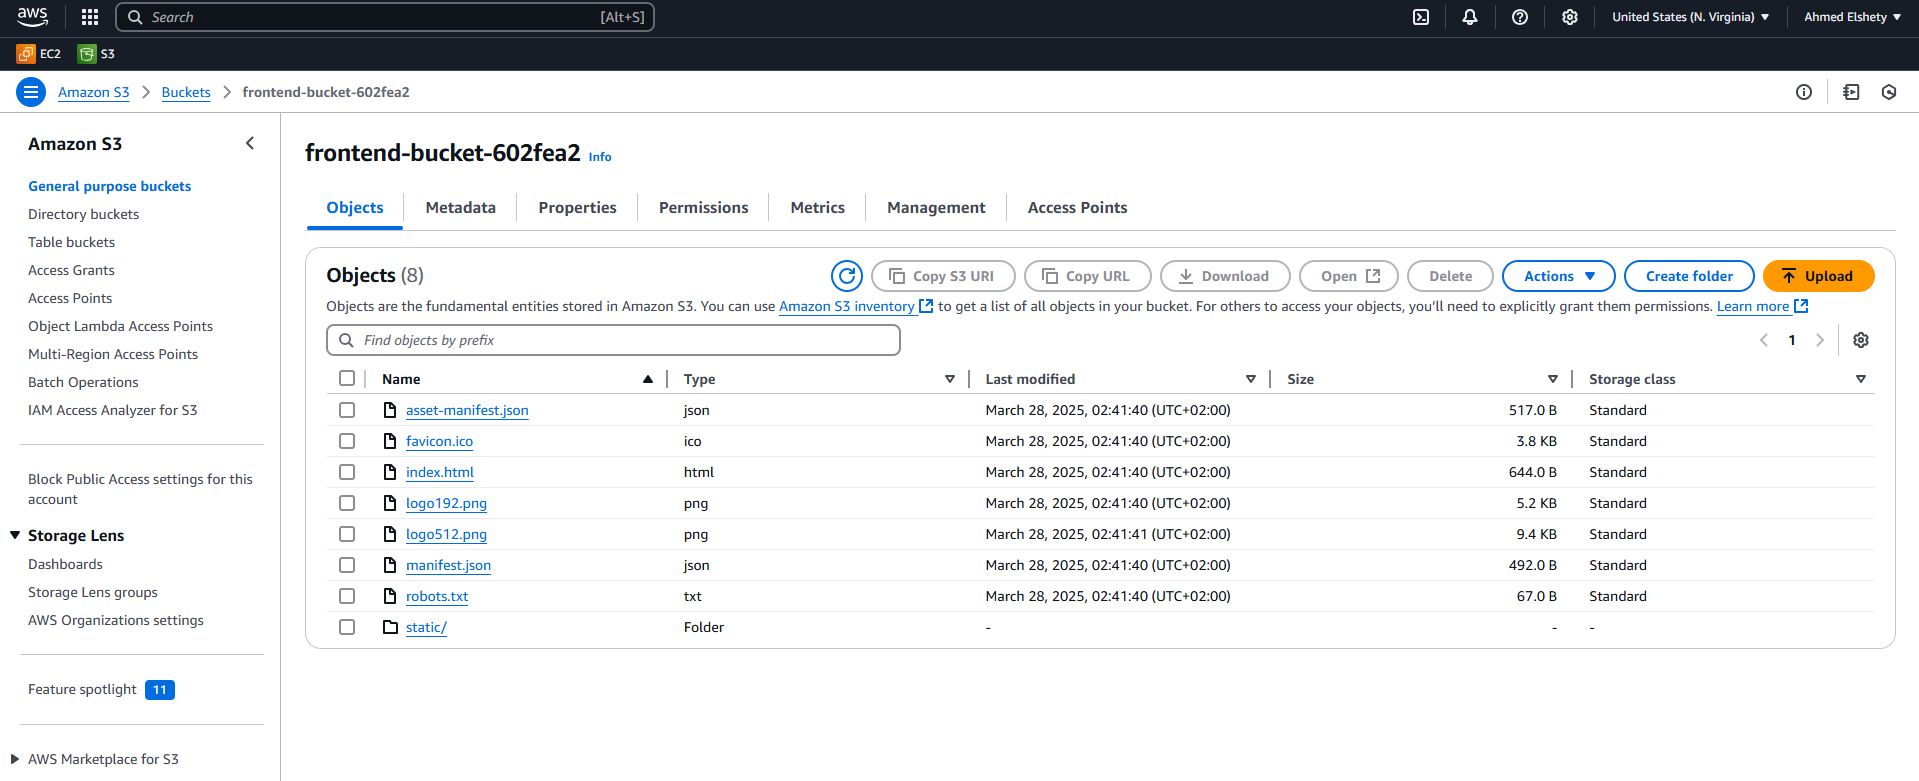 aws
Search [Alt+S]
United States (N. Virginia) ▼ Ahmed Elshety ▼
EC2 S3
Amazon S3 > Buckets > frontend-bucket-602fea2
Amazon S3
General purpose buckets
Directory buckets
Table buckets
Access Grants
Access Points
Object Lambda Access Points
Multi-Region Access Points
Batch Operations
IAM Access Analyzer for S3
Block Public Access settings for this
account
Storage Lens
Dashboards
Storage Lens groups
AWS Organizations settings
Feature spotlight 11
AWS Marketplace for S3
frontend-bucket-602fea2 Info
Objects Metadata Properties Permissions Metrics Management Access Points
Objects (8)
Copy S3 URI Copy URL Download Open Delete Actions ▼ Create folder Upload
Objects are the fundamental entities stored in Amazon S3. You can use Amazon S3 inventory to get a list of all objects in your bucket. For others to access your objects, you'll need to explicitly grant them permissions. Learn more
Find objects by prefix
1
Name Type Last modified Size Storage class
asset-manifest.json json March 28, 2025, 02:41:40 (UTC+02:00) 517.0 B Standard
favicon.ico ico March 28, 2025, 02:41:40 (UTC+02:00) 3.8 KB Standard
index.html html March 28, 2025, 02:41:40 (UTC+02:00) 644.0 B Standard
logo192.png png March 28, 2025, 02:41:40 (UTC+02:00) 5.2 KB Standard
logo512.png png March 28, 2025, 02:41:41 (UTC+02:00) 9.4 KB Standard
manifest.json json March 28, 2025, 02:41:40 (UTC+02:00) 492.0 B Standard
robots.txt txt March 28, 2025, 02:41:40 (UTC+02:00) 67.0 B Standard
static/ Folder - - -